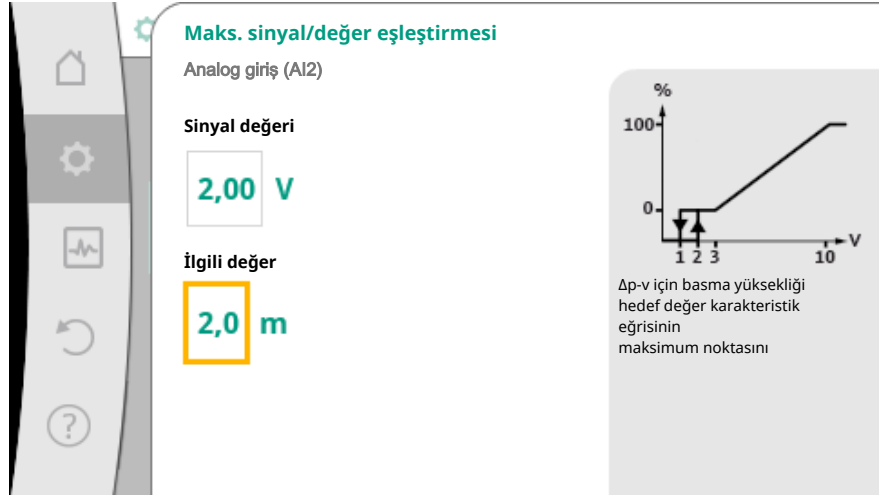 Maks. sinyal/değer eşleştirmesi
Analog giriş (AI2)
Sinyal değeri
2,00 V
İlgili değer
2,0 m
%
100
0
V
1 2 3 10
Δp-v için basma yüksekliği
hedef değer karakteristik
eğrisinin
maksimum noktasını
?